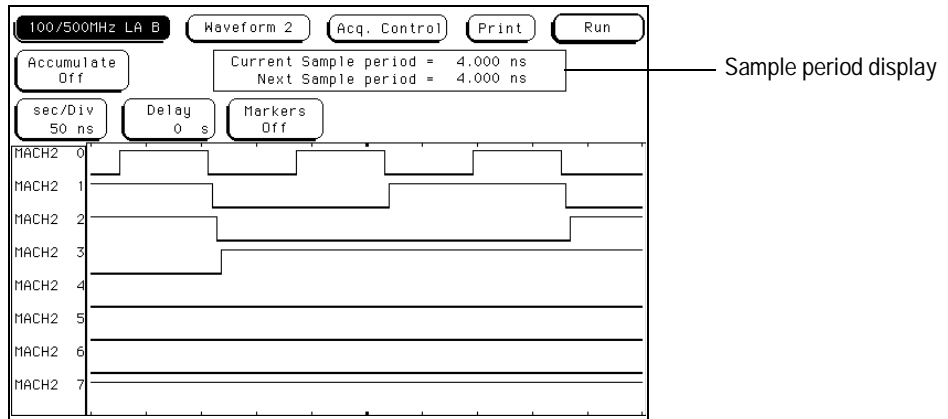 100/500MHz LA B
Waveform 2
Acq. Control
Print
Run
Accumulate
Off
Current Sample period = 4.000 ns
Next Sample period = 4.000 ns
Sample period display
sec/Div
50 ns
Delay
0 s
Markers
Off
MACH2 0
MACH2 1
MACH2 2
MACH2 3
MACH2 4
MACH2 5
MACH2 6
MACH2 7